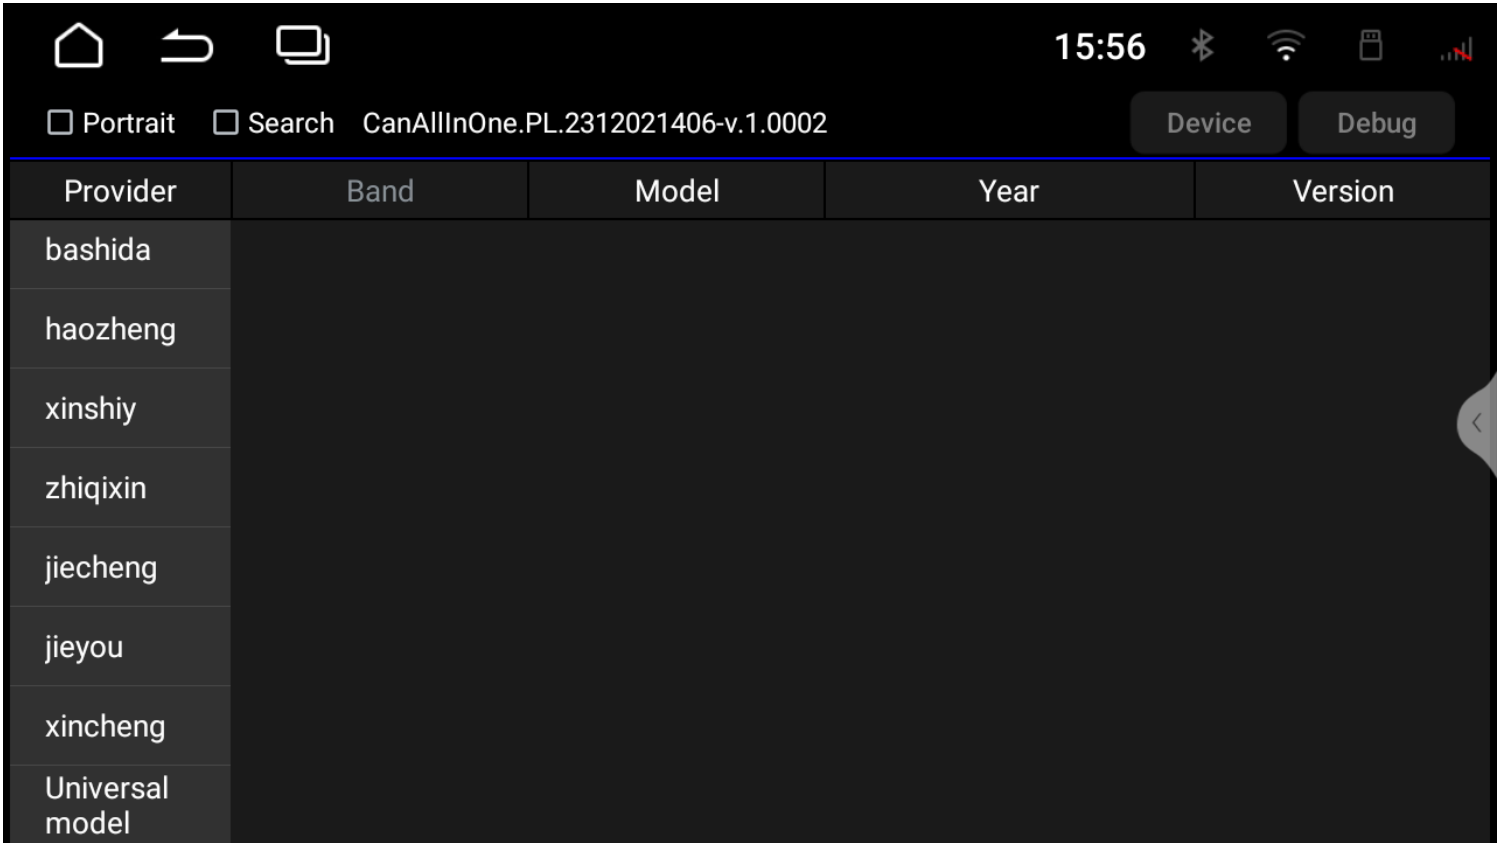 15:56
Portrait Search CanAllInOne.PL.2312021406-v.1.0002 Device Debug
Provider Band Model Year Version
bashida
haozheng
xinshiy
zhiqixin
jiecheng
jieyou
xincheng
Universal
model